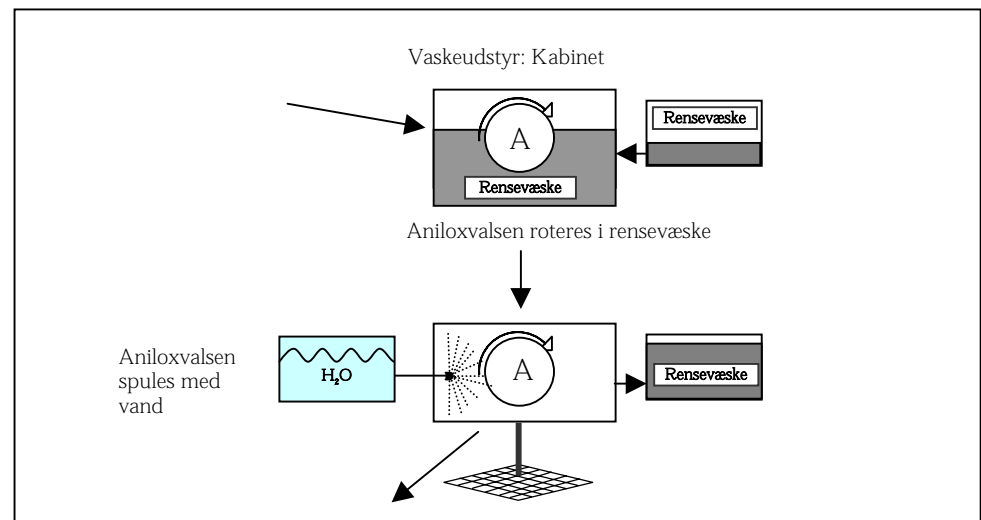 Vaskeudstyr: Kabinet
A
Rensevæske
Rensevæske
Aniloxvalsen roteres i rensevæske
Aniloxvalsen
spules med
vand
H₂O
A
Rensevæske